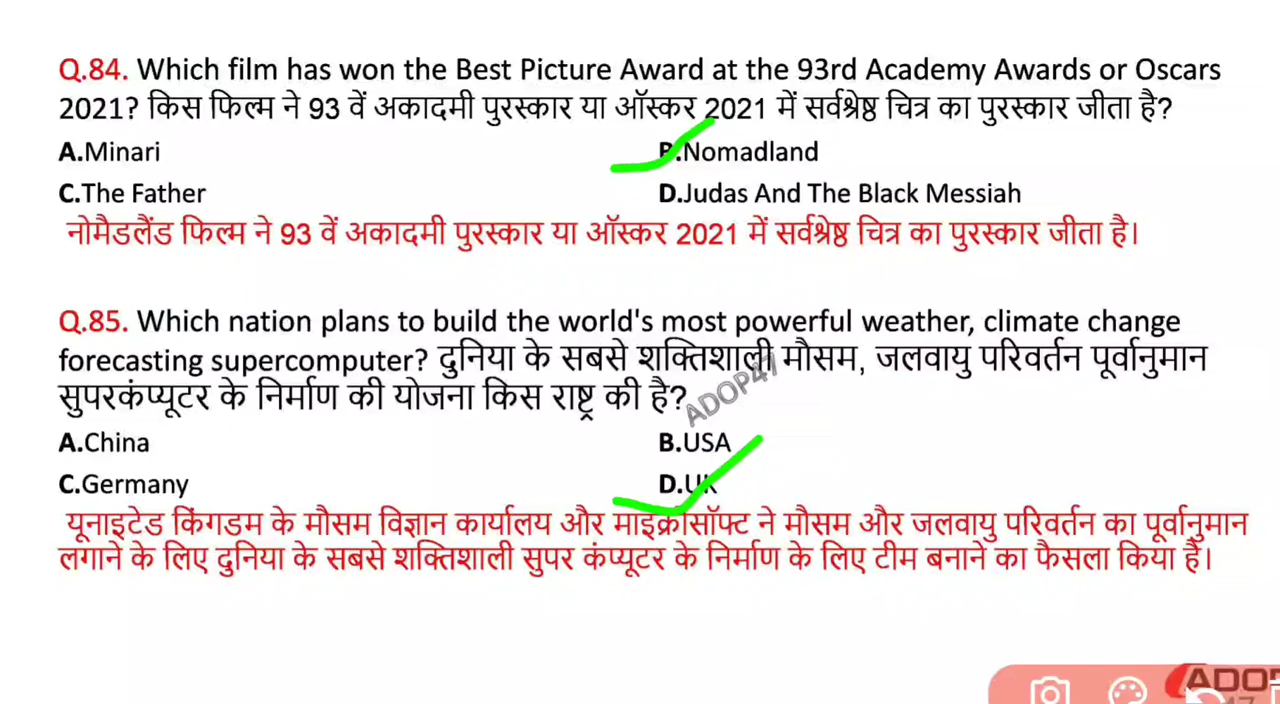 Q.84. Which film has won the Best Picture Award at the 93rd Academy Awards or Oscars
2021? किस फिल्म ने 93 वें अकादमी पुरस्कार या ऑस्कर 2021 में सर्वश्रेष्ठ चित्र का पुरस्कार जीता है?
A.Minari B.Nomadland
C.The Father D.Judas And The Black Messiah
नोमैडलैंड फिल्म ने 93 वें अकादमी पुरस्कार या ऑस्कर 2021 में सर्वश्रेष्ठ चित्र का पुरस्कार जीता है।
Q.85. Which nation plans to build the world's most powerful weather, climate change
forecasting supercomputer? दुनिया के सबसे शक्तिशाली मौसम, जलवायु परिवर्तन पूर्वानुमान
सुपरकंप्यूटर के निर्माण की योजना किस राष्ट्र की है?
ADOP47
A.China B.USA
C.Germany D.UK
यूनाइटेड किंगडम के मौसम विज्ञान कार्यालय और माइक्रोसॉफ्ट ने मौसम और जलवायु परिवर्तन का पूर्वानुमान
लगाने के लिए दुनिया के सबसे शक्तिशाली सुपर कंप्यूटर के निर्माण के लिए टीम बनाने का फैसला किया है।